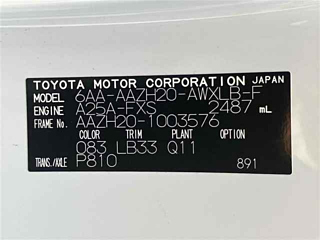 TOYOTA MOTOR CORPORATION JAPAN
MODEL 6AA-AAZH20-AWXLB-F
ENGINE A25A-FXS 2487 mL
FRAME No. AAZH20-1003576
COLOR TRIM PLANT OPTION
083 LB33 Q11
TRANS./AXLE P810 891